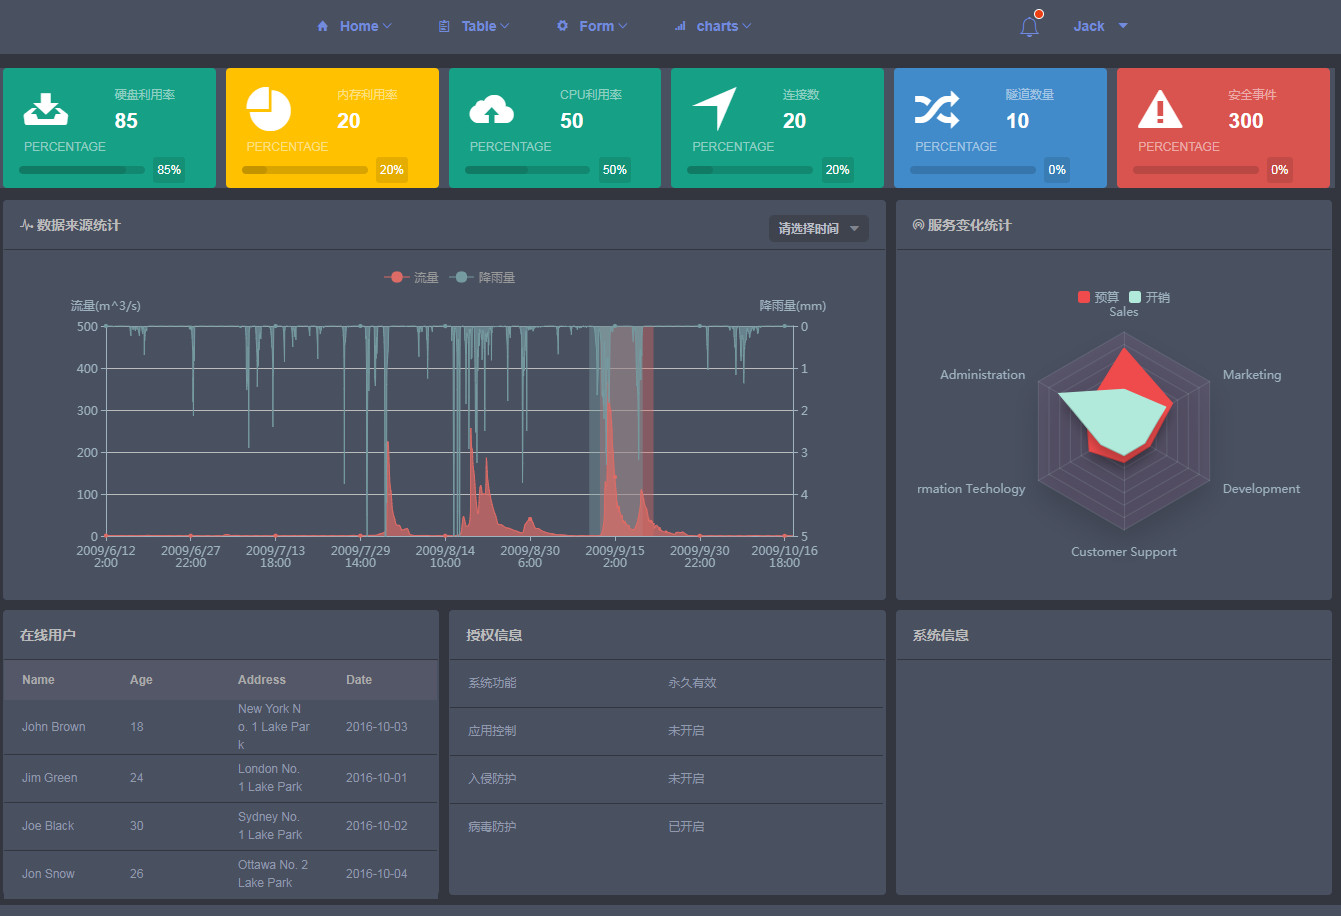 Home Table Form charts Jack
硬盘利用率
85
PERCENTAGE
85%
内存利用率
20
PERCENTAGE
20%
CPU利用率
50
PERCENTAGE
50%
连接数
20
PERCENTAGE
20%
隧道数量
10
PERCENTAGE
0%
安全事件
300
PERCENTAGE
0%
数据来源统计
请选择时间
流量 降雨量
流量(m^3/s) 降雨量(mm)
500 0
400 1
300 2
200 3
100 4
0 5
2009/6/12 2009/6/27 2009/7/13 2009/7/29 2009/8/14 2009/8/30 2009/9/15 2009/9/30 2009/10/16
2:00 22:00 18:00 14:00 10:00 6:00 2:00 22:00 18:00
服务变化统计
预算 开销
Sales
Administration Marketing
rmation Techology Development
Customer Support
在线用户
Name Age Address Date
John Brown 18 New York N
o. 1 Lake Par
k 2016-10-03
Jim Green 24 London No.
1 Lake Park 2016-10-01
Joe Black 30 Sydney No.
1 Lake Park 2016-10-02
Jon Snow 26 Ottawa No. 2
Lake Park 2016-10-04
授权信息
系统功能 永久有效
应用控制 未开启
入侵防护 未开启
病毒防护 已开启
系统信息